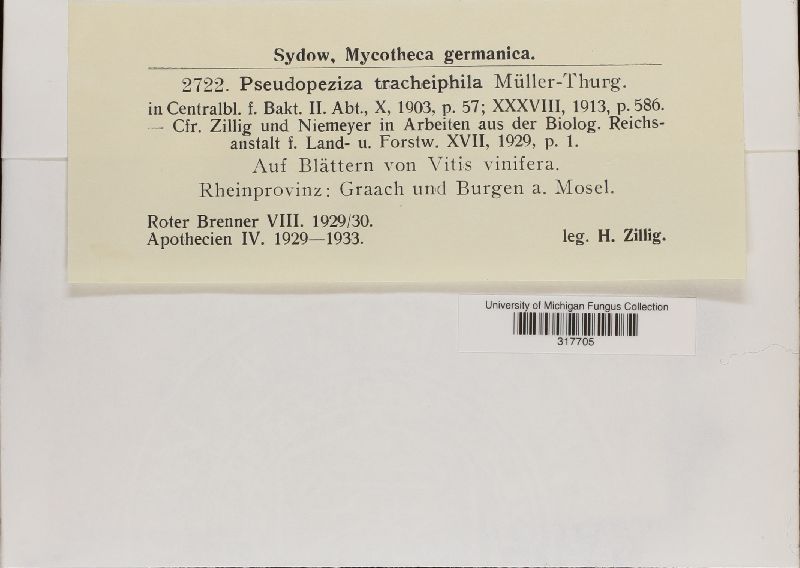 Sydow, Mycotheca germanica.
2722. Pseudopeziza tracheiphila Müller-Thurg.
in Centralbl. f. Bakt. II. Abt., X, 1903, p. 57; XXXVIII, 1913, p. 586.
— Cfr. Zillig und Niemeyer in Arbeiten aus der Biolog. Reichs-
anstalt f. Land- u. Forstw. XVII, 1929, p. 1.
Auf Blättern von Vitis vinifera.
Rheinprovinz: Graach und Burgen a. Mosel.
Roter Brenner VIII. 1929/30.
Apothecien IV. 1929—1933.
leg. H. Zillig.
University of Michigan Fungus Collection
317705